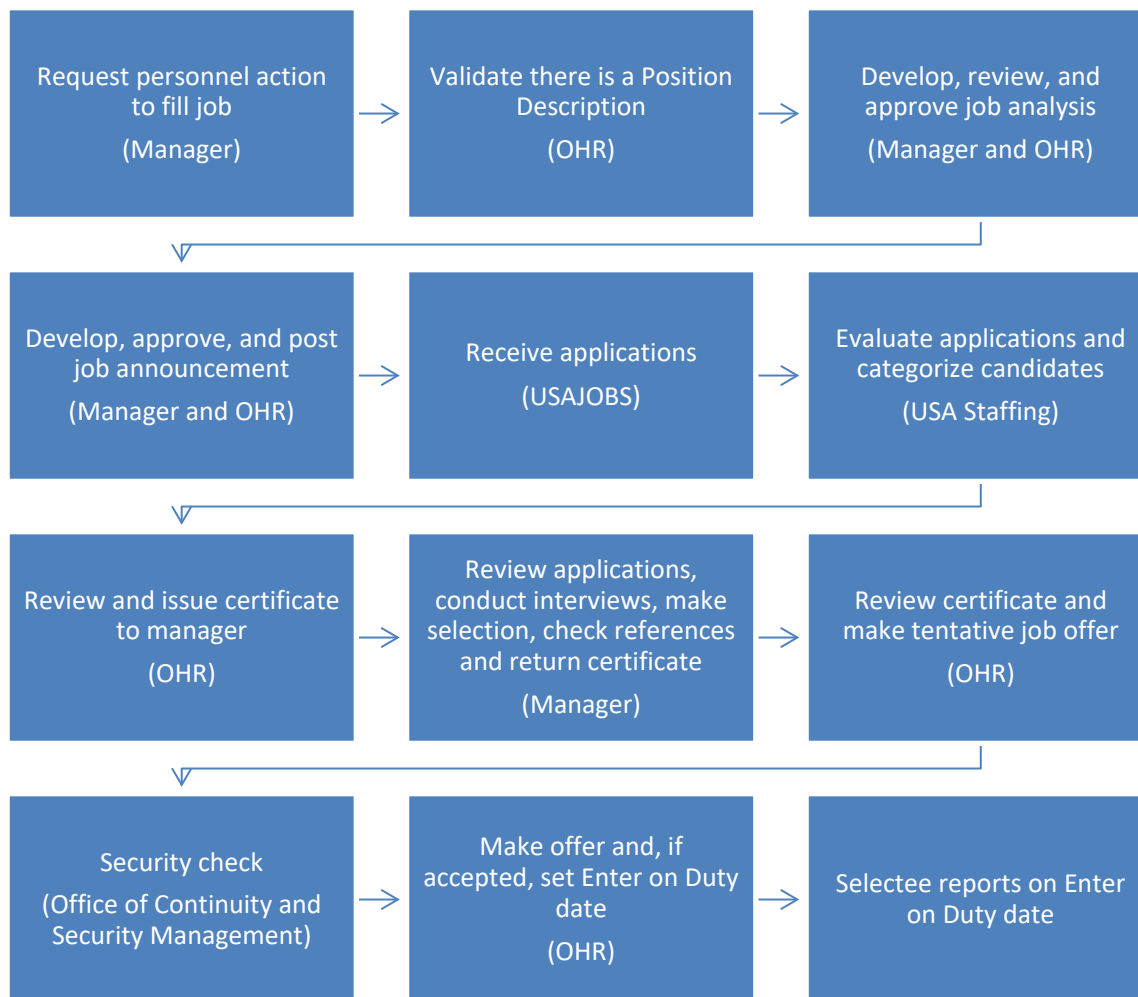 Request personnel action
to fill job
(Manager)
Validate there is a Position
Description
(OHR)
Develop, review, and
approve job analysis
(Manager and OHR)
Develop, approve, and post
job announcement
(Manager and OHR)
Receive applications
(USAJOBS)
Evaluate applications and
categorize candidates
(USA Staffing)
Review and issue certificate
to manager
(OHR)
Review applications,
conduct interviews, make
selection, check references
and return certificate
(Manager)
Review certificate and
make tentative job offer
(OHR)
Security check
(Office of Continuity and
Security Management)
Make offer and, if
accepted, set Enter on Duty
date
(OHR)
Selectee reports on Enter
on Duty date